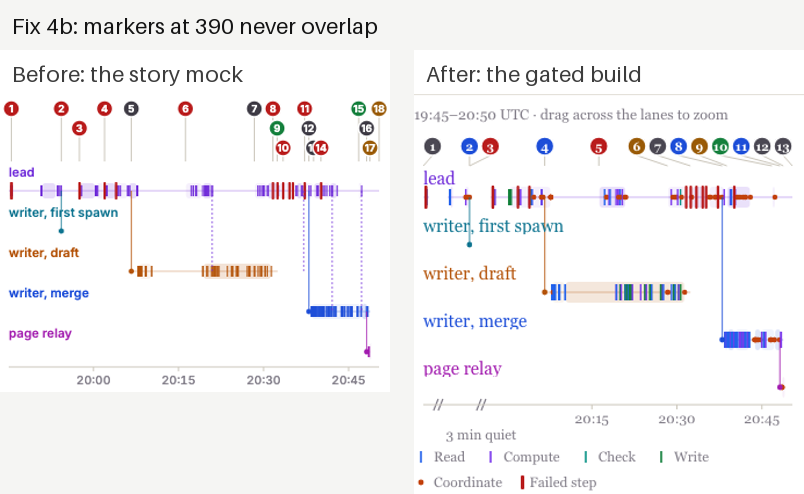 Fix 4b: markers at 390 never overlap
Before: the story mock
1 2 4 5 6 7 8 11 15 18
3 9 12 16
10 14 17
lead
writer, first spawn
writer, draft
writer, merge
page relay
20:00 20:15 20:30 20:45
After: the gated build
19:45–20:50 UTC · drag across the lanes to zoom
1 2 3 4 5 6 7 8 9 10 11 12 13
lead
writer, first spawn
writer, draft
writer, merge
page relay
20:15 20:30 20:45
3 min quiet
Read Compute Check Write
Coordinate Failed step